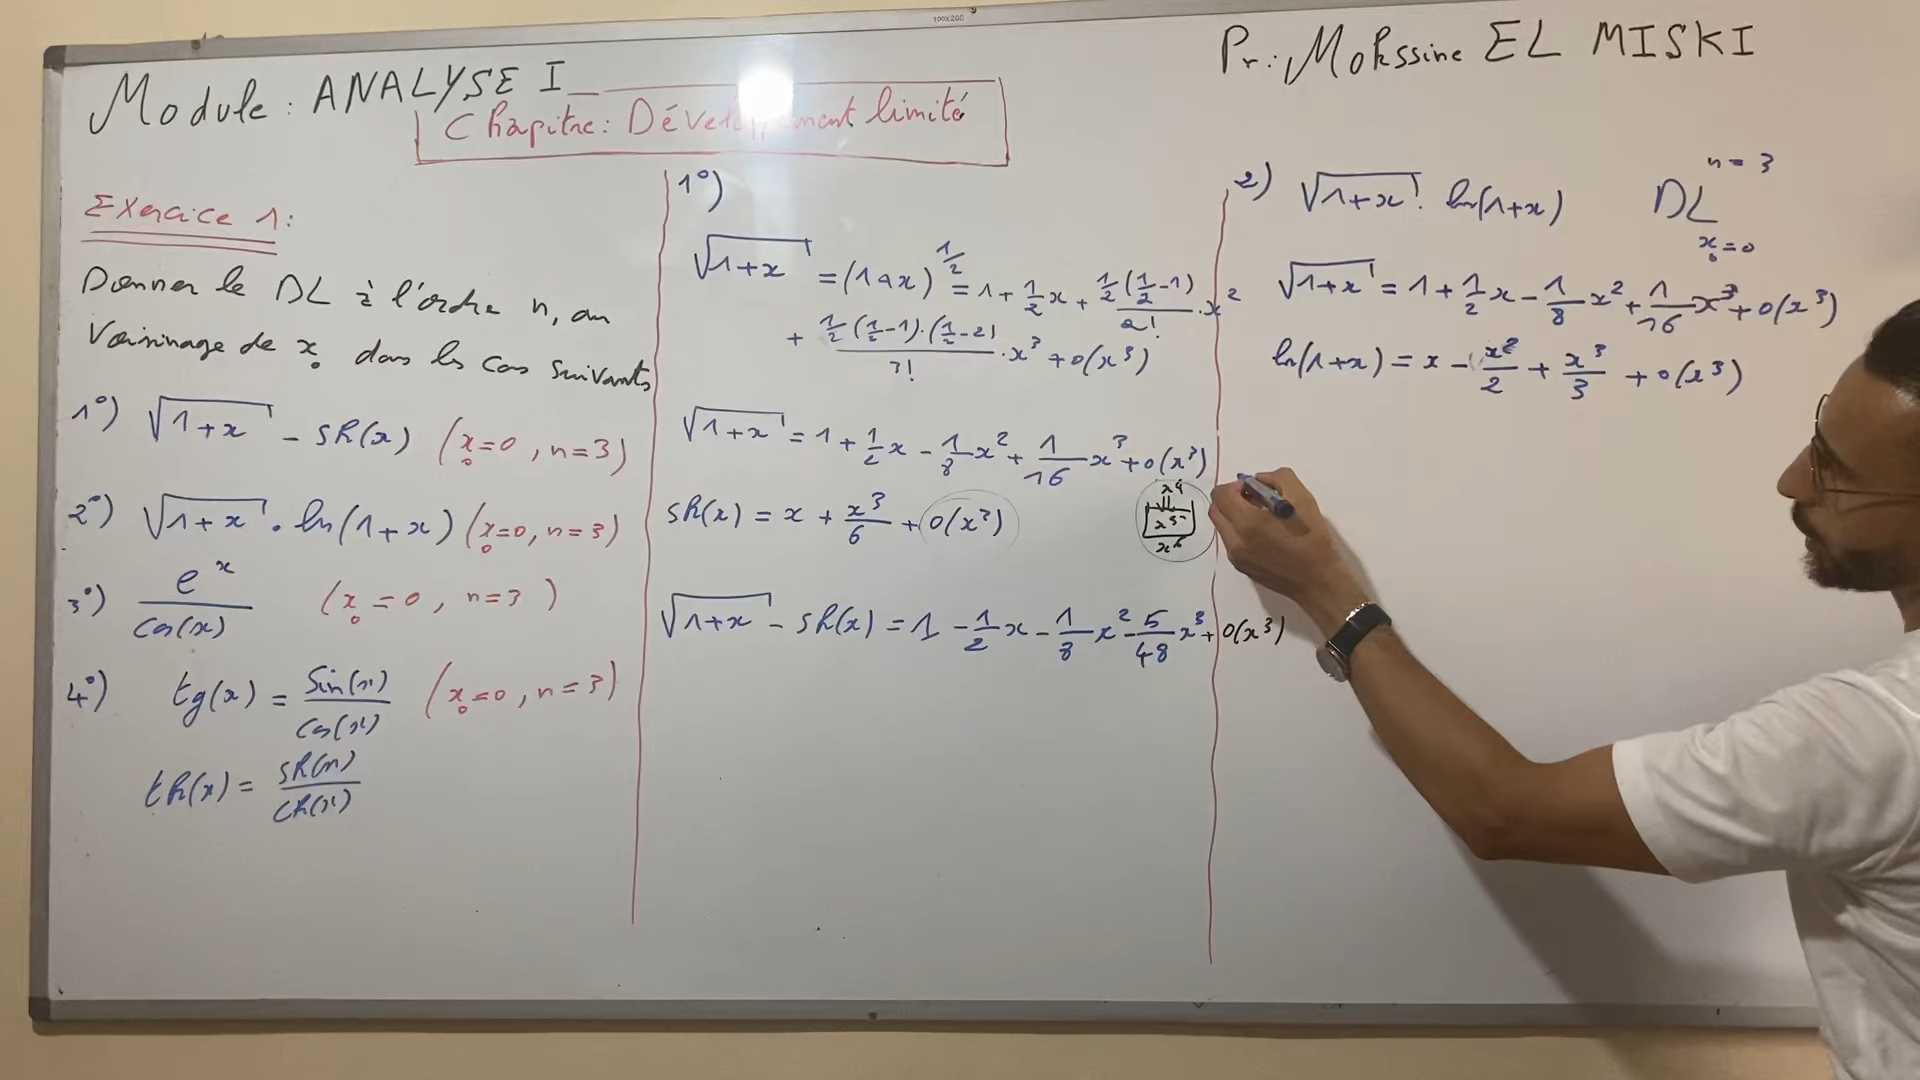 100x200
Module: ANALYSE I
Chapitre: Développement limité
Pr.: Mohssine EL MISKI
Exercice 1:
Donner le DL à l'ordre n, au
Voisinage de x₀ dans les cas suivants
1°) √(1+x) - sh(x) (x₀=0, n=3)
2°) √(1+x) . ln(1+x) (x₀=0, n=3)
3°) e^x / cos(x) (x₀=0, n=3)
4°) tg(x) = sin(x)/cos(x) (x₀=0, n=3)
th(x) = sh(x)/ch(x)
1°)
√(1+x) = (1+x)^(1/2) = 1 + 1/2 x + (1/2(1/2-1))/2! . x²
+ (1/2(1/2-1).(1/2-2))/3! . x³ + o(x³)
√(1+x) = 1 + 1/2 x - 1/8 x² + 1/16 x³ + o(x³)
sh(x) = x + x³/6 + o(x³)
x⁴
x⁵
x⁶
√(1+x) - sh(x) = 1 - 1/2 x - 1/8 x² - 5/48 x³ + o(x³)
2) √(1+x) . ln(1+x) DL n=3 x₀=0
√(1+x) = 1 + 1/2 x - 1/8 x² + 1/16 x³ + o(x³)
ln(1+x) = x - x²/2 + x³/3 + o(x³)